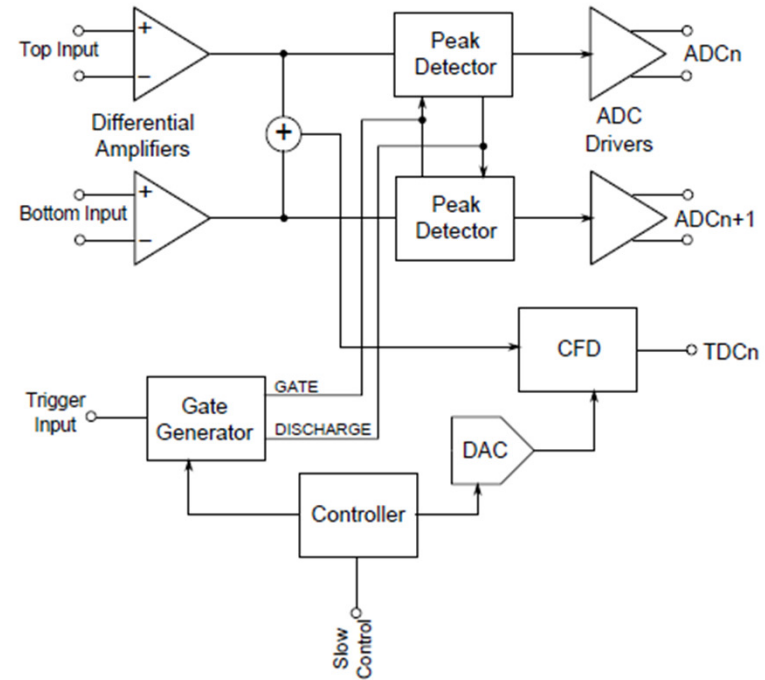 Top Input
+
−
Differential
Amplifiers
Peak
Detector
ADC
Drivers
ADCn
+
Bottom Input
+
−
Peak
Detector
ADCn+1
CFD
TDCn
Trigger
Input
Gate
Generator
GATE
DISCHARGE
DAC
Controller
Slow
Control